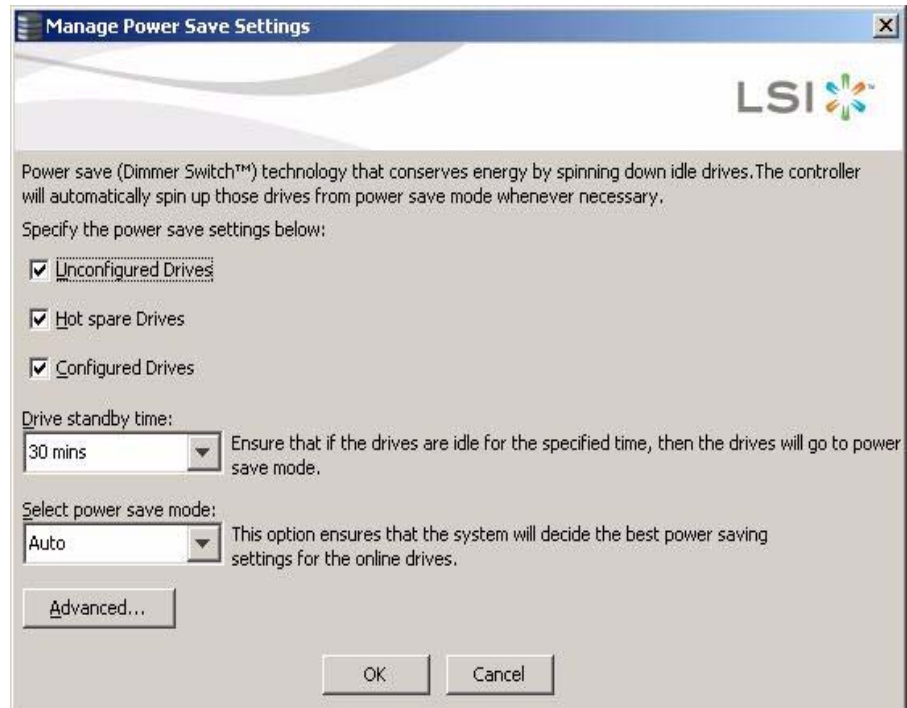 Manage Power Save Settings
LSI
Power save (Dimmer Switch™) technology that conserves energy by spinning down idle drives.The controller
will automatically spin up those drives from power save mode whenever necessary.
Specify the power save settings below:
Unconfigured Drives
Hot spare Drives
Configured Drives
Drive standby time:
30 mins
Ensure that if the drives are idle for the specified time, then the drives will go to power
save mode.
Select power save mode:
Auto
This option ensures that the system will decide the best power saving
settings for the online drives.
Advanced...
OK
Cancel